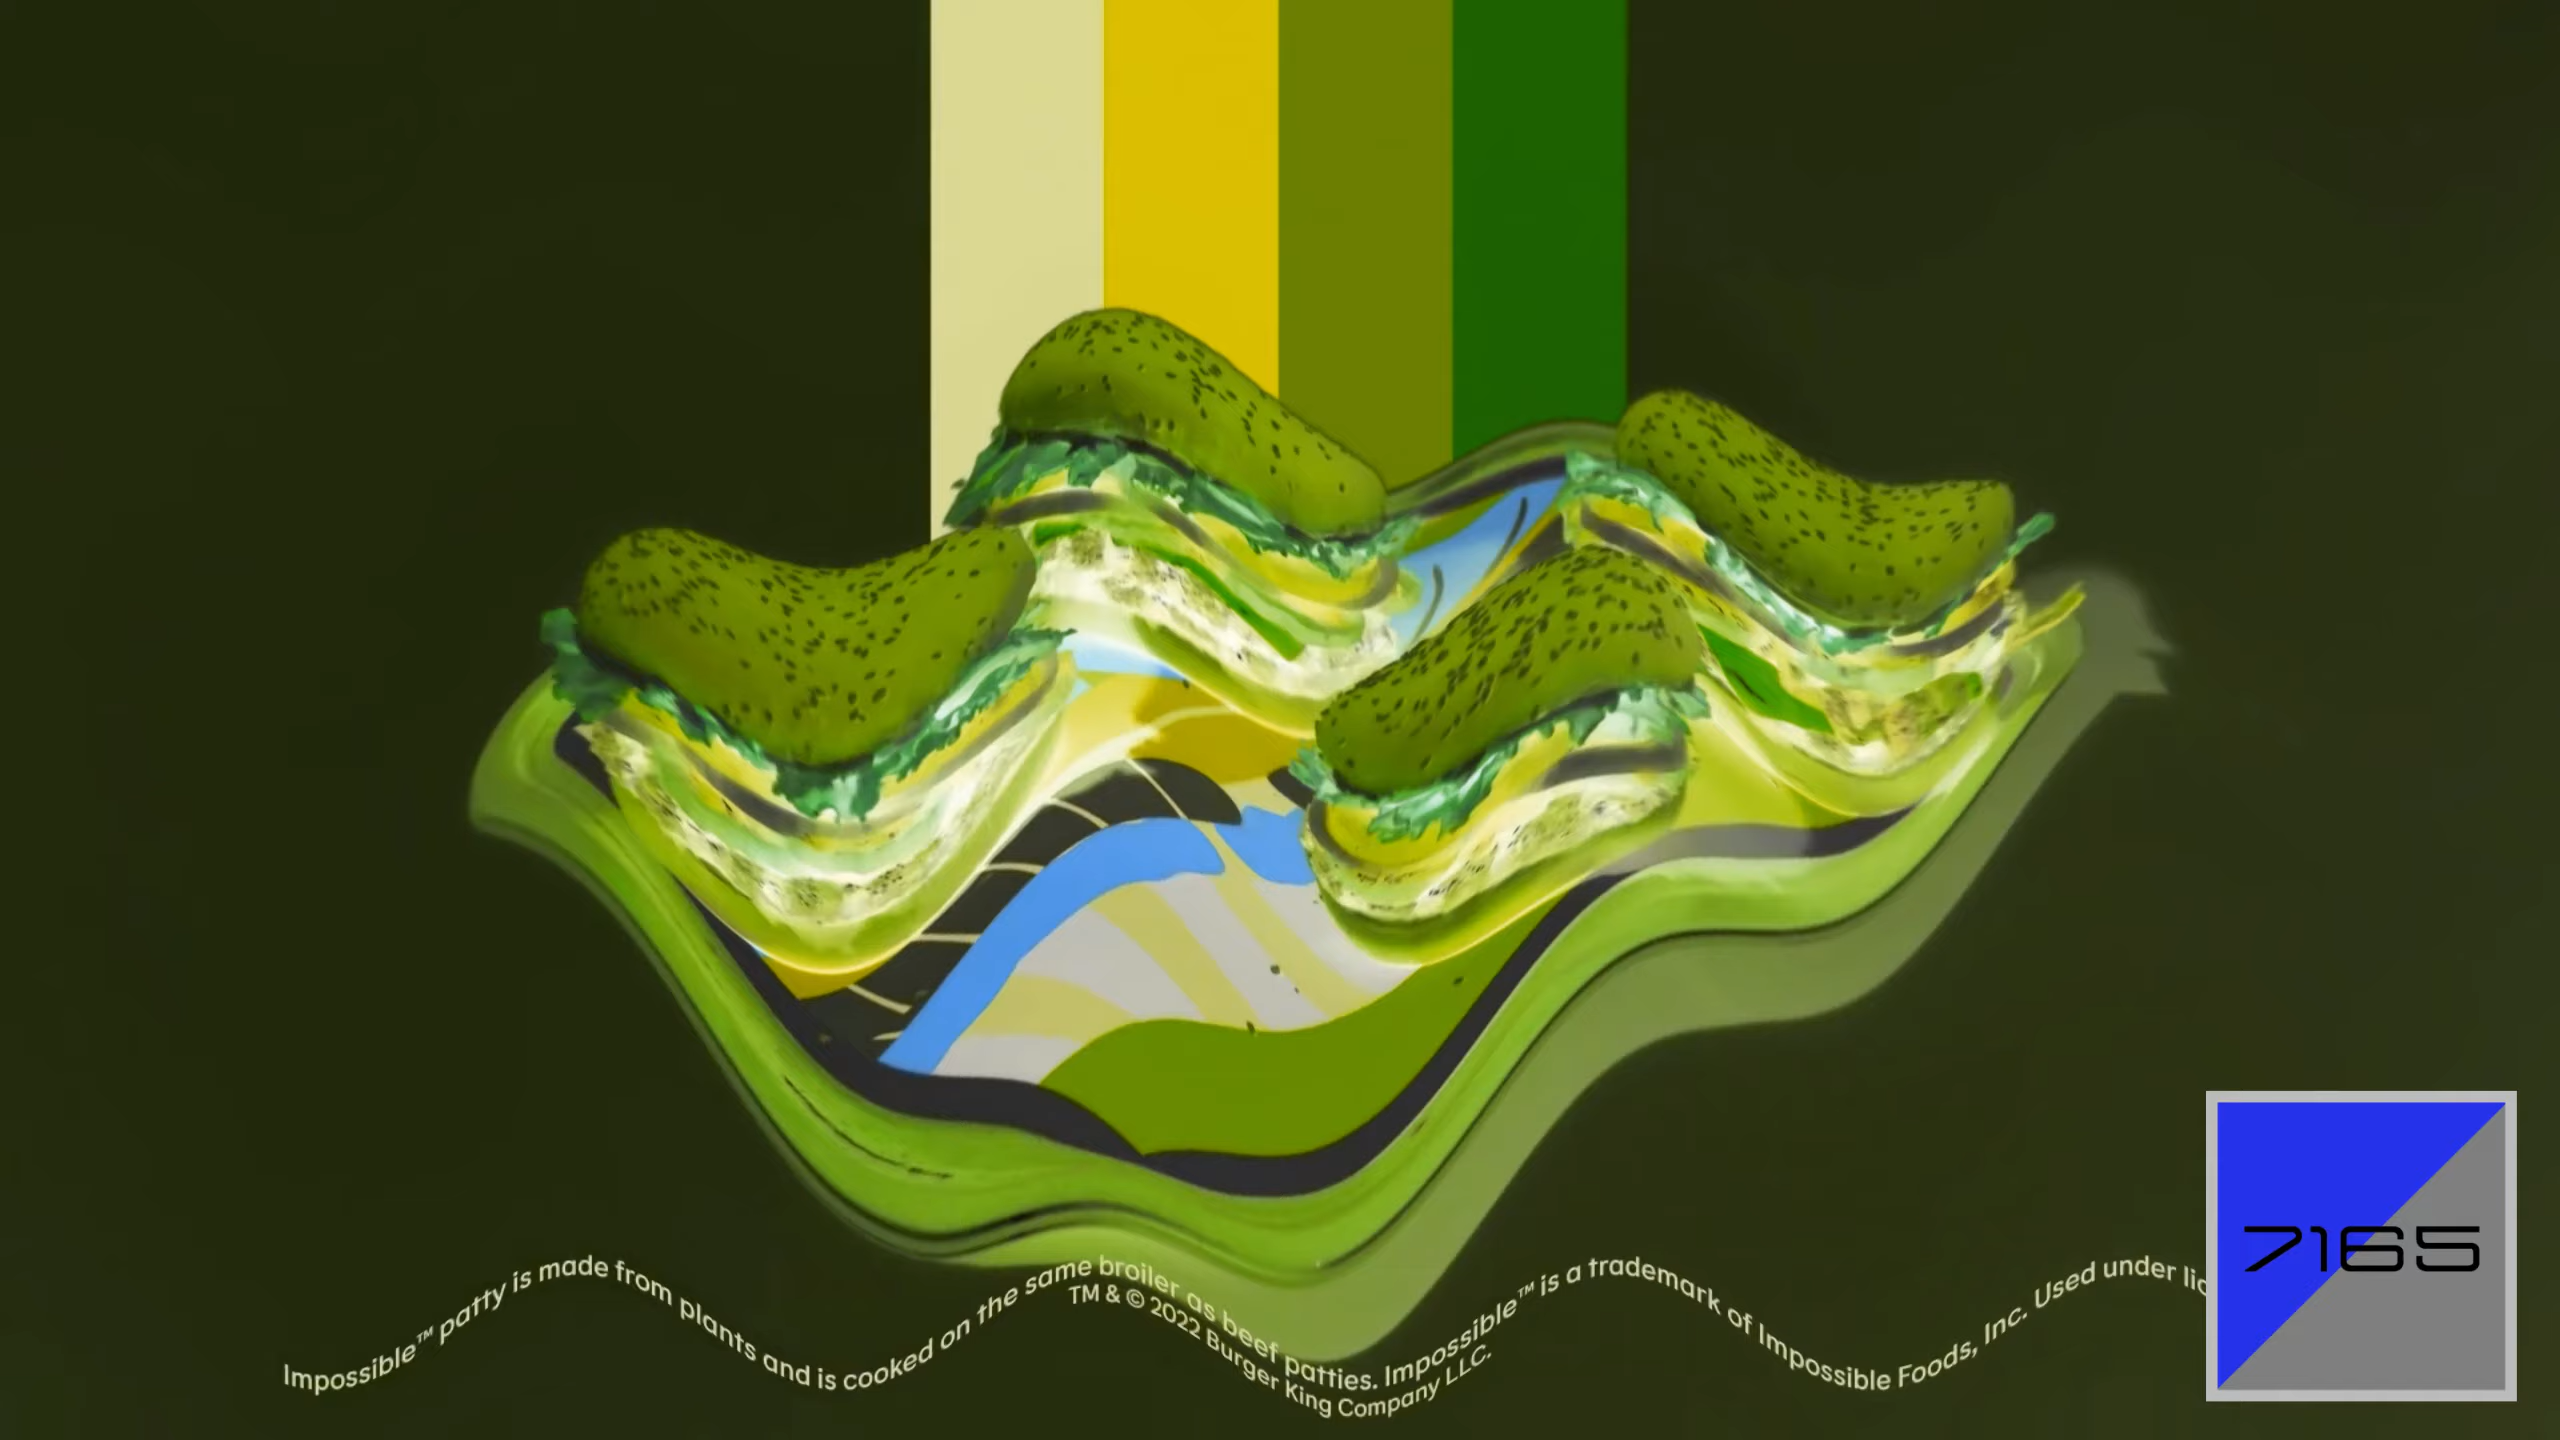 Impossible™ patty is made from plants and is cooked on the same broiler as beef patties. Impossible™ is a trademark of Impossible Foods, Inc. Used under
TM & © 2022 Burger King Company LLC.
7165